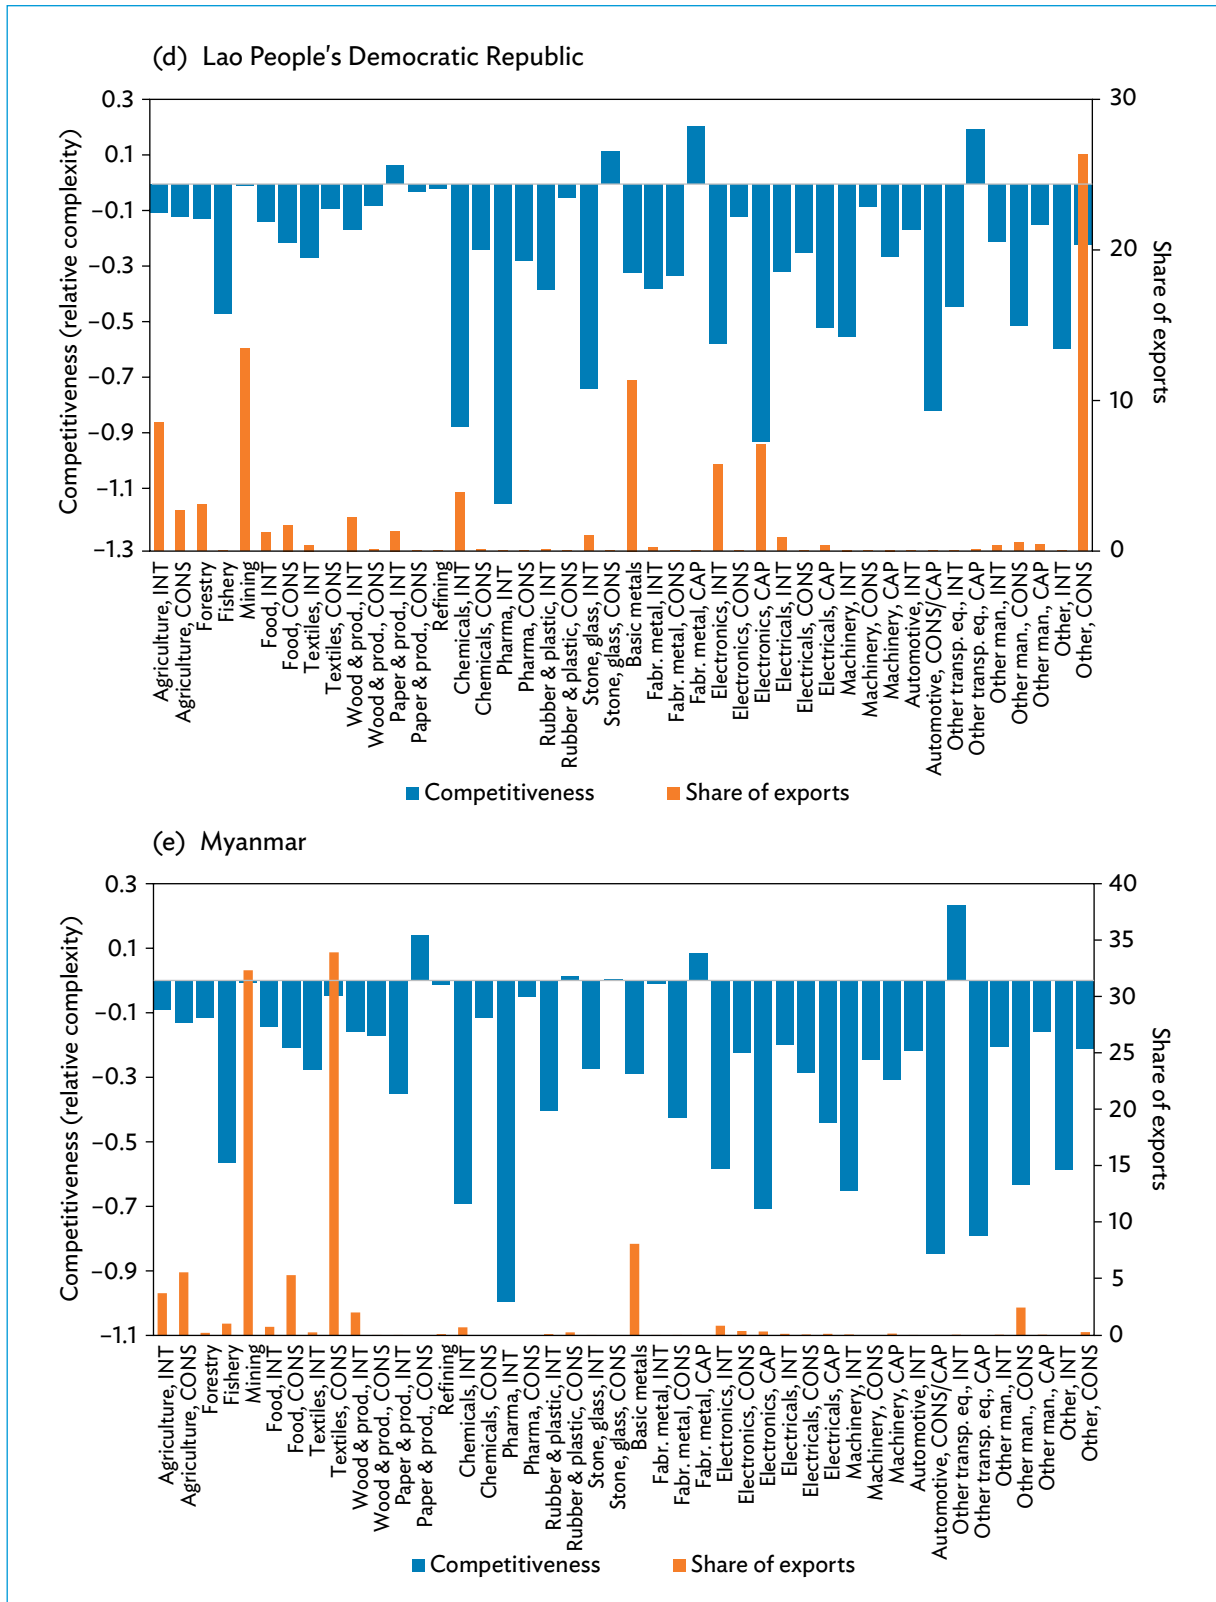 (d) Lao People's Democratic Republic
0.3
0.1
–0.1
–0.3
–0.5
–0.7
–0.9
–1.1
–1.3
Competitiveness (relative complexity)
30
20
10
0
Share of exports
Agriculture, INT
Agriculture, CONS
Forestry
Fishery
Mining
Food, INT
Food, CONS
Textiles, INT
Textiles, CONS
Wood & prod., INT
Wood & prod., CONS
Paper & prod., INT
Paper & prod., CONS
Refining
Chemicals, INT
Chemicals, CONS
Pharma, INT
Pharma, CONS
Rubber & plastic, INT
Rubber & plastic, CONS
Stone, glass, INT
Stone, glass, CONS
Basic metals
Fabr. metal, INT
Fabr. metal, CONS
Fabr. metal, CAP
Electronics, INT
Electronics, CONS
Electronics, CAP
Electricals, INT
Electricals, CONS
Electricals, CAP
Machinery, INT
Machinery, CONS
Machinery, CAP
Automotive, INT
Automotive, CONS/CAP
Other transp. eq., INT
Other transp. eq., CAP
Other man., INT
Other man., CONS
Other man., CAP
Other, INT
Other, CONS
Competitiveness Share of exports
(e) Myanmar
0.3
0.1
–0.1
–0.3
–0.5
–0.7
–0.9
–1.1
Competitiveness (relative complexity)
40
35
30
25
20
15
10
5
0
Share of exports
Agriculture, INT
Agriculture, CONS
Forestry
Fishery
Mining
Food, INT
Food, CONS
Textiles, INT
Textiles, CONS
Wood & prod., INT
Wood & prod., CONS
Paper & prod., INT
Paper & prod., CONS
Refining
Chemicals, INT
Chemicals, CONS
Pharma, INT
Pharma, CONS
Rubber & plastic, INT
Rubber & plastic, CONS
Stone, glass, INT
Stone, glass, CONS
Basic metals
Fabr. metal, INT
Fabr. metal, CONS
Fabr. metal, CAP
Electronics, INT
Electronics, CONS
Electronics, CAP
Electricals, INT
Electricals, CONS
Electricals, CAP
Machinery, INT
Machinery, CONS
Machinery, CAP
Automotive, INT
Automotive, CONS/CAP
Other transp. eq., INT
Other transp. eq., CAP
Other man., INT
Other man., CONS
Other man., CAP
Other, INT
Other, CONS
Competitiveness Share of exports